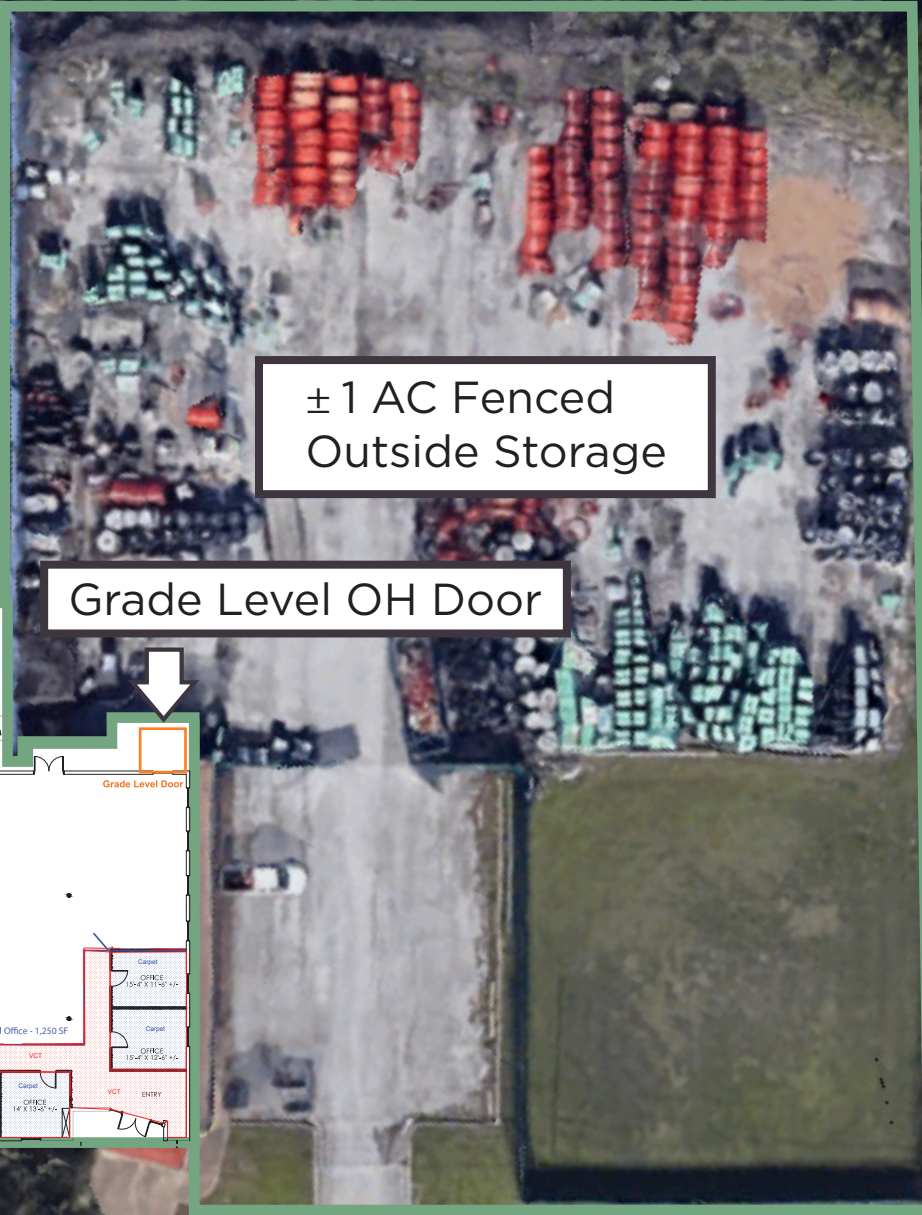 ± 1 AC Fenced
Outside Storage
Grade Level OH Door
Grade Level Door
Carpet
OFFICE
15'-4" X 11'-6" +/-
Carpet
OFFICE
15'-4" X 12'-6" +/-
Office - 1,250 SF
VCT
Carpet
OFFICE
14' X 13'-6" +/-
VCT
ENTRY